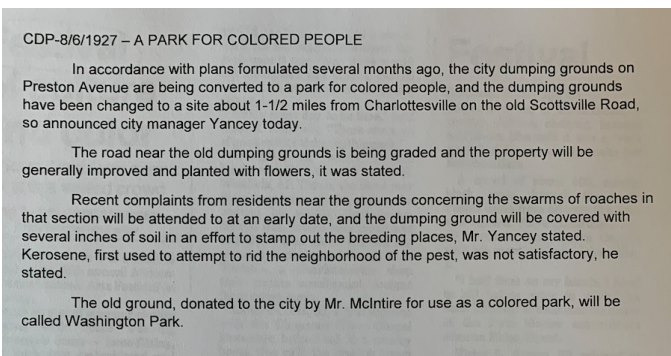 CDP-8/6/1927 – A PARK FOR COLORED PEOPLE
In accordance with plans formulated several months ago, the city dumping grounds on
Preston Avenue are being converted to a park for colored people, and the dumping grounds
have been changed to a site about 1-1/2 miles from Charlottesville on the old Scottsville Road,
so announced city manager Yancey today.
The road near the old dumping grounds is being graded and the property will be
generally improved and planted with flowers, it was stated.
Recent complaints from residents near the grounds concerning the swarms of roaches in
that section will be attended to at an early date, and the dumping ground will be covered with
several inches of soil in an effort to stamp out the breeding places, Mr. Yancey stated.
Kerosene, first used to attempt to rid the neighborhood of the pest, was not satisfactory, he
stated.
The old ground, donated to the city by Mr. McIntire for use as a colored park, will be
called Washington Park.